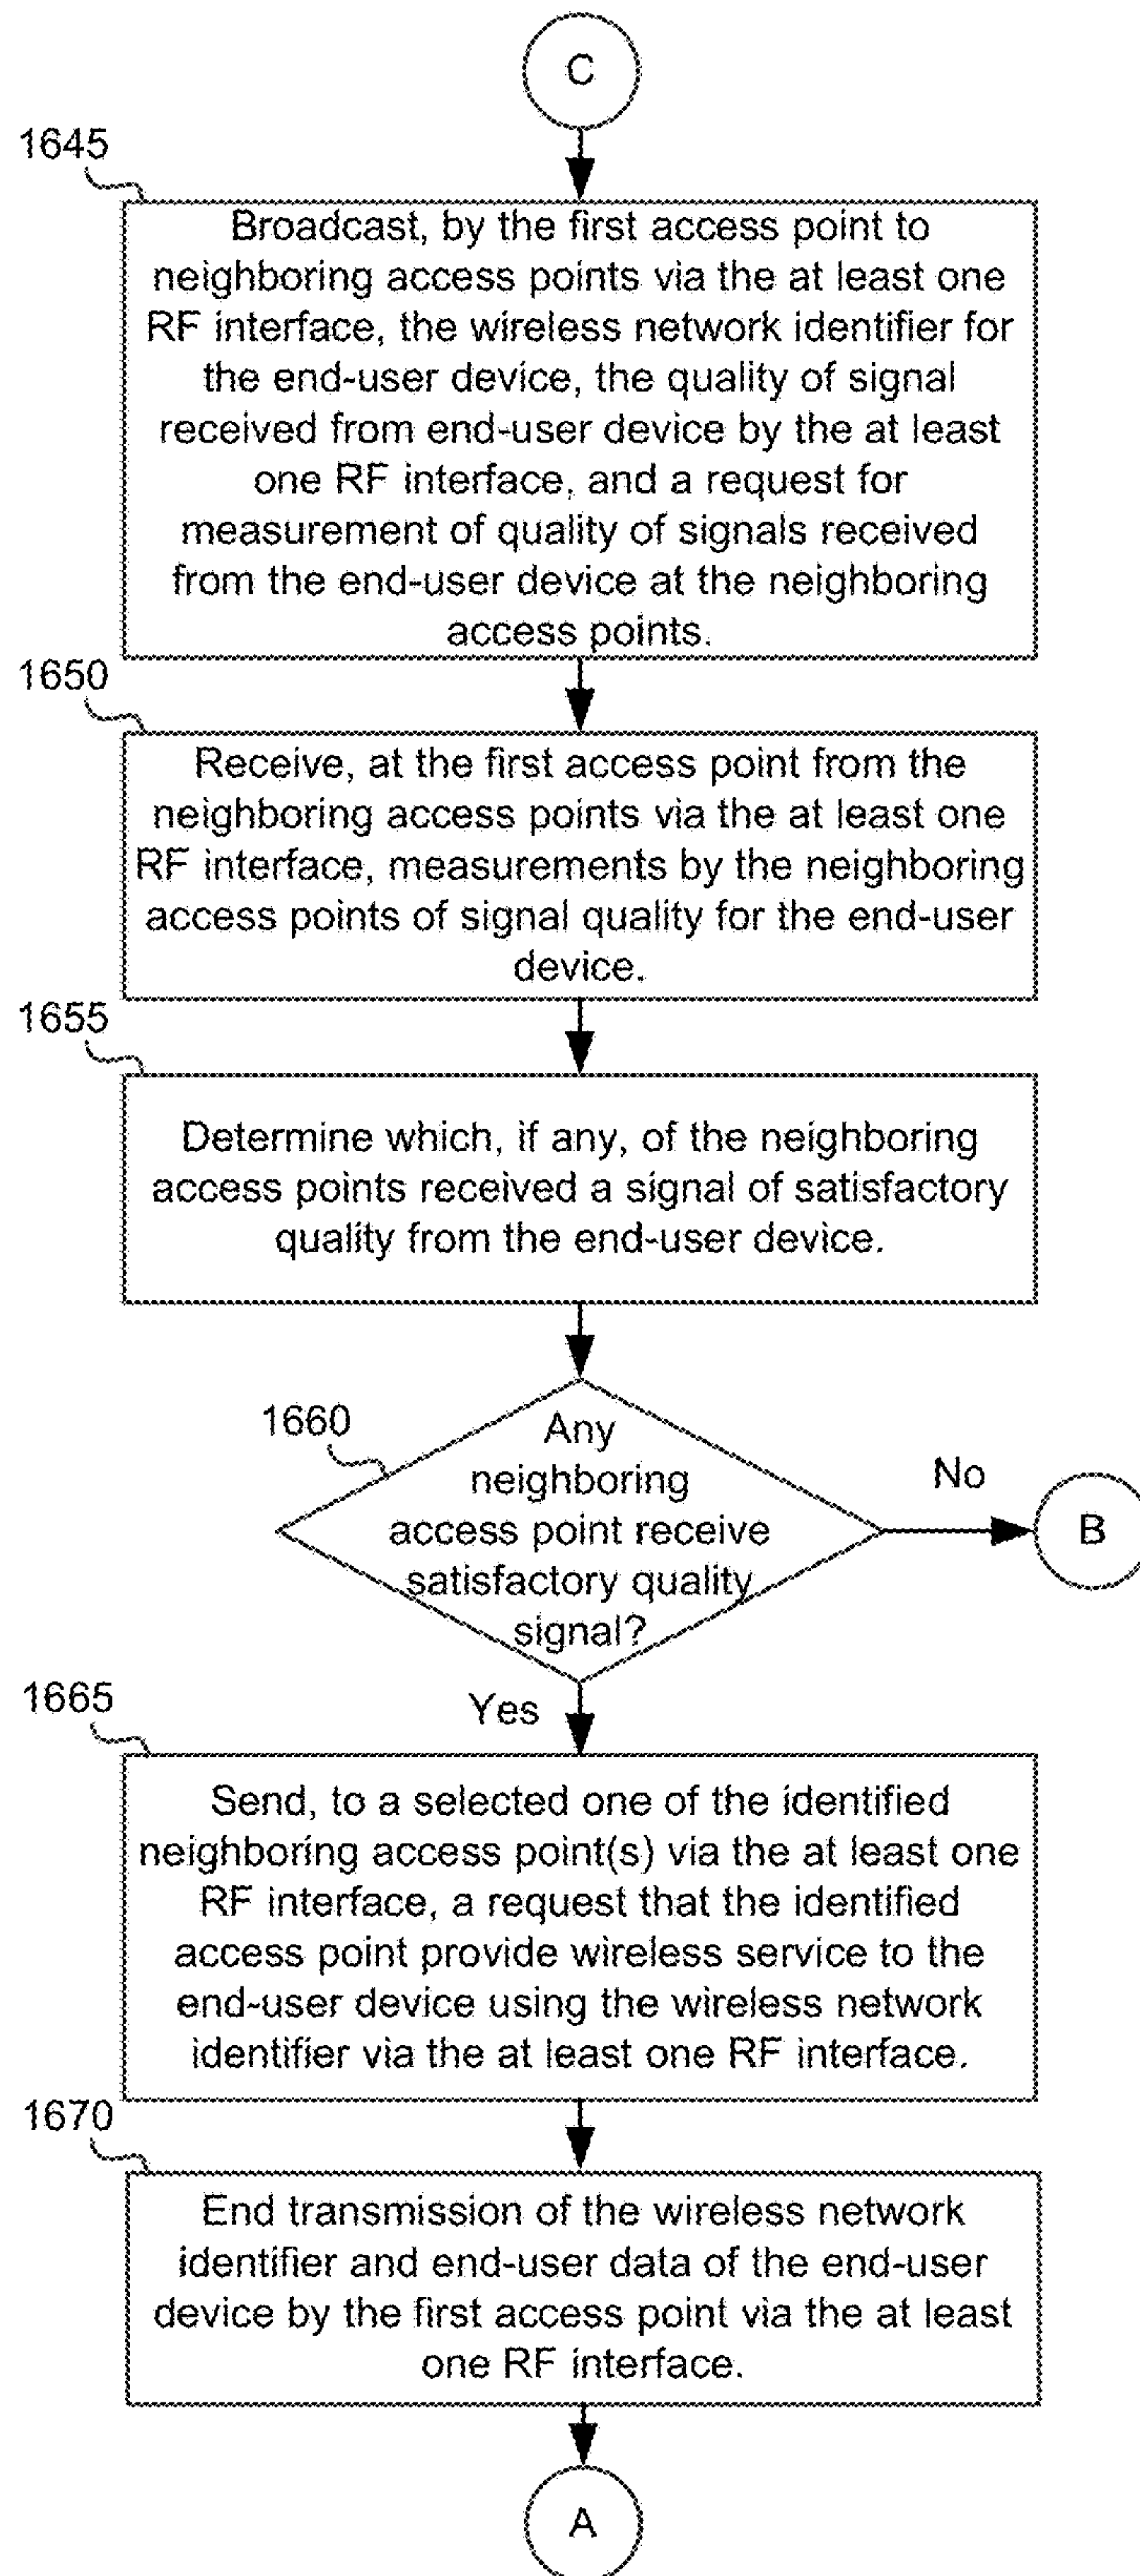 C
1645
Broadcast, by the first access point to
neighboring access points via the at least one
RF interface, the wireless network identifier for
the end-user device, the quality of signal
received from end-user device by the at least
one RF interface, and a request for
measurement of quality of signals received
from the end-user device at the neighboring
access points.
1650
Receive, at the first access point from the
neighboring access points via the at least one
RF interface, measurements by the neighboring
access points of signal quality for the end-user
device.
1655
Determine which, if any, of the neighboring
access points received a signal of satisfactory
quality from the end-user device.
1660
Any
neighboring
access point receive
satisfactory quality
signal?
No
B
Yes
1665
Send, to a selected one of the identified
neighboring access point(s) via the at least one
RF interface, a request that the identified
access point provide wireless service to the
end-user device using the wireless network
identifier via the at least one RF interface.
1670
End transmission of the wireless network
identifier and end-user data of the end-user
device by the first access point via the at least
one RF interface.
A